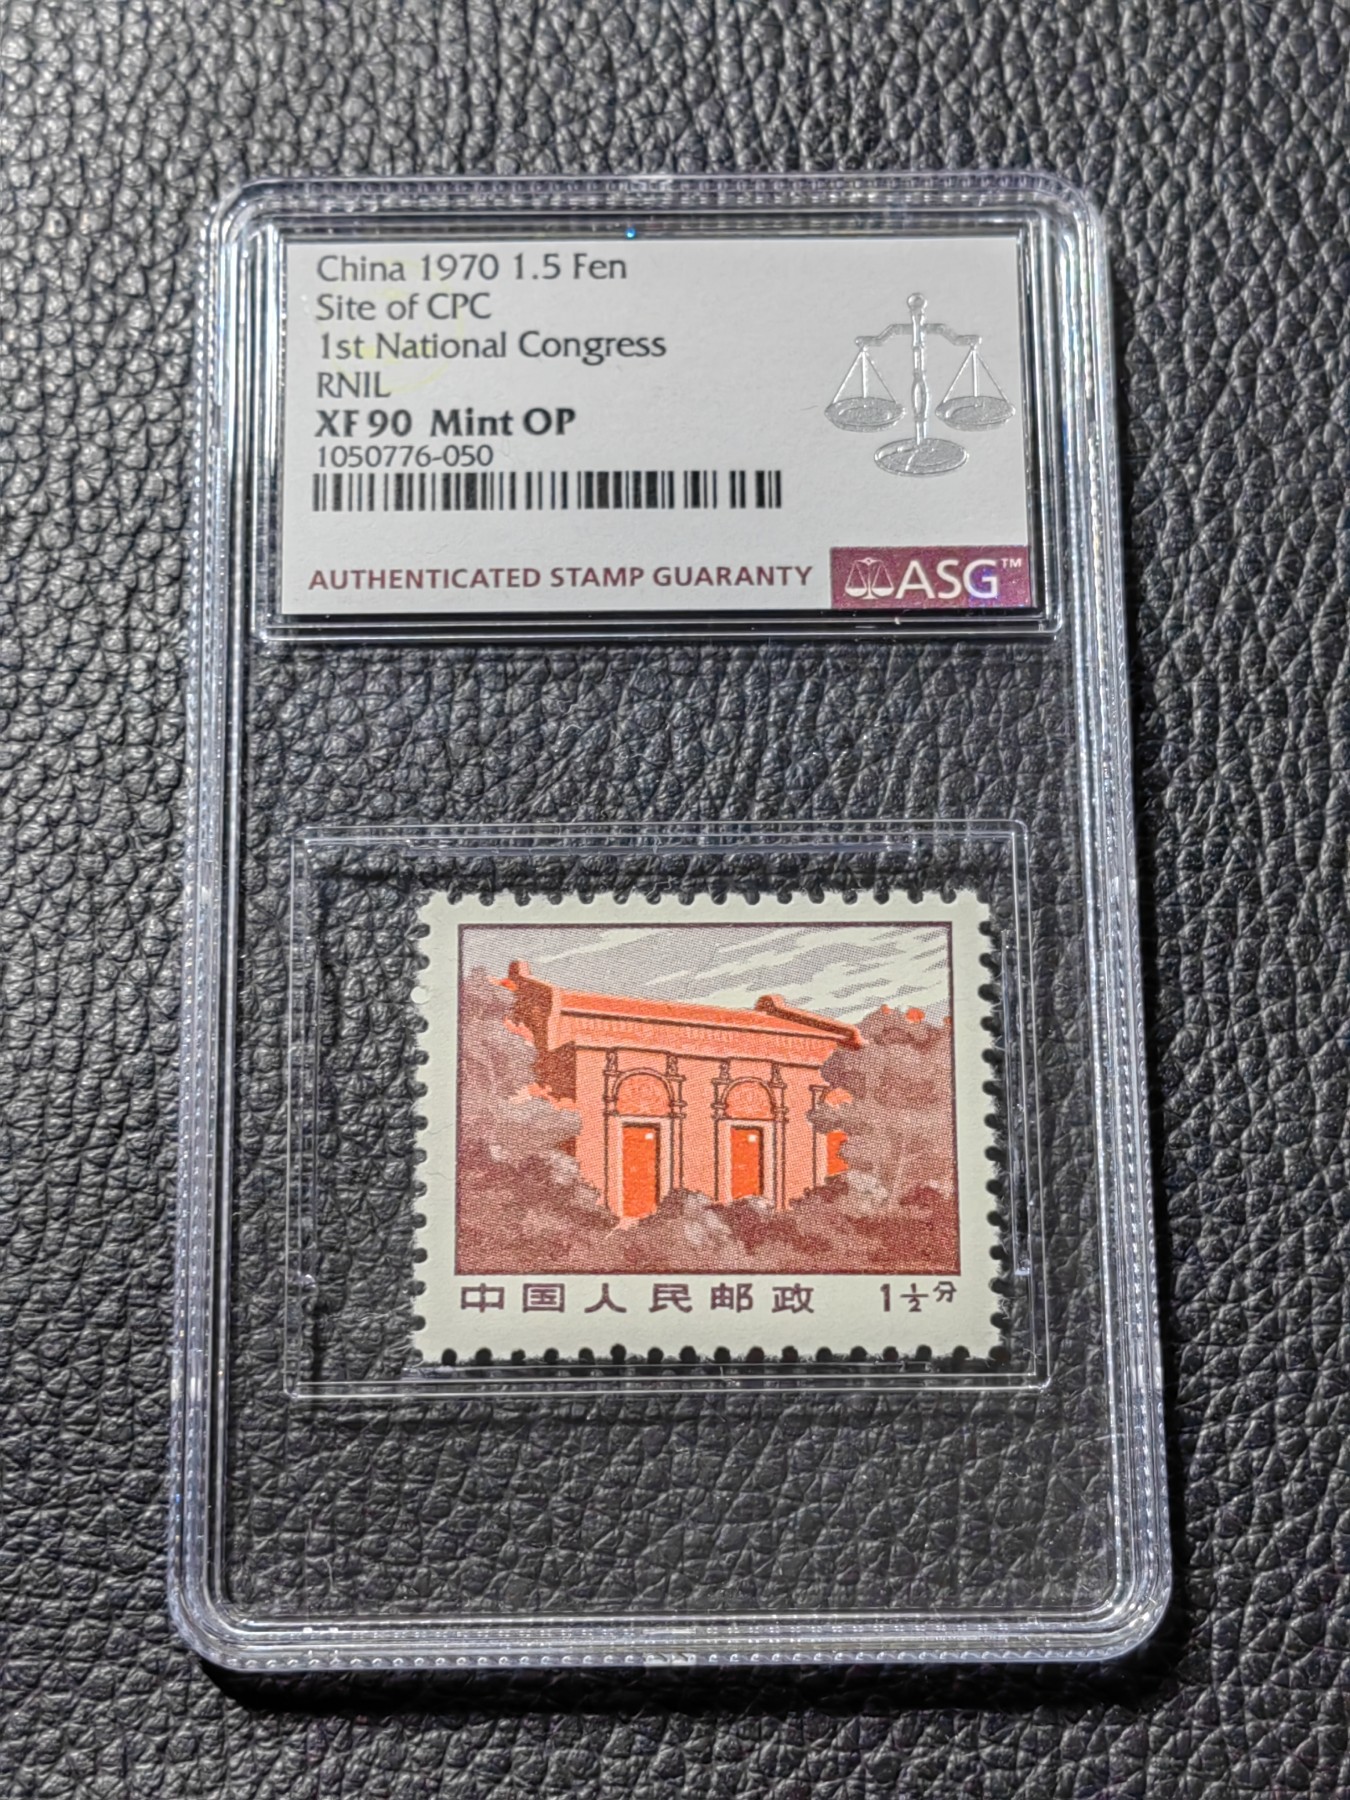 China 1970 1.5 Fen
Site of CPC
1st National Congress
RNIL
XF 90 Mint OP
1050776-050
AUTHENTICATED STAMP GUARANTY
ASG™
中国人民邮政 1½分